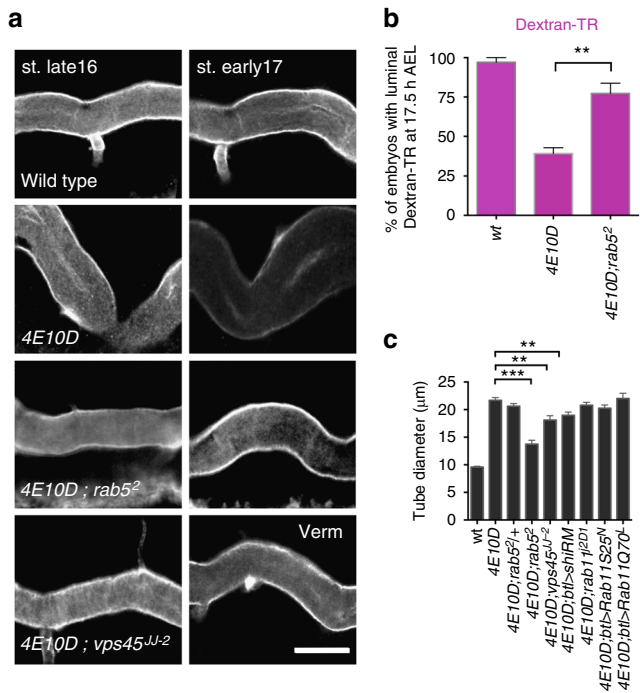 a
st. late16
st. early17
Wild type
4E10D
4E10D ; rab5²
4E10D ; vps45ᴶᴶ⁻²
Verm
b
Dextran-TR
**
% of embryos with luminal
Dextran-TR at 17.5 h AEL
100
75
50
25
0
wt
4E10D
4E10D;rab5²
c
**
**
***
Tube diameter (µm)
25
20
15
10
5
0
wt
4E10D
4E10D;rab5²/+
4E10D;rab5²
4E10D;vps45ᴶᴶ⁻²
4E10D;btl>shiRM
4E10D;rab11ʲ²ᴰ¹
4E10D;btl>Rab11S25ᴺ
4E10D;btl>Rab11Q70ᴸ